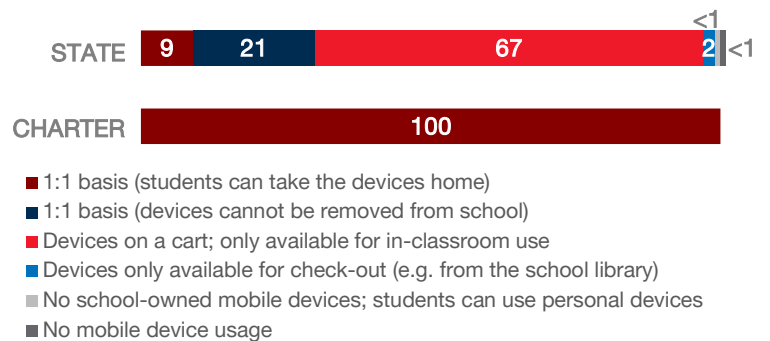 <1
STATE 9 21 67 2 <1
CHARTER 100
1:1 basis (students can take the devices home)
1:1 basis (devices cannot be removed from school)
Devices on a cart; only available for in-classroom use
Devices only available for check-out (e.g. from the school library)
No school-owned mobile devices; students can use personal devices
No mobile device usage